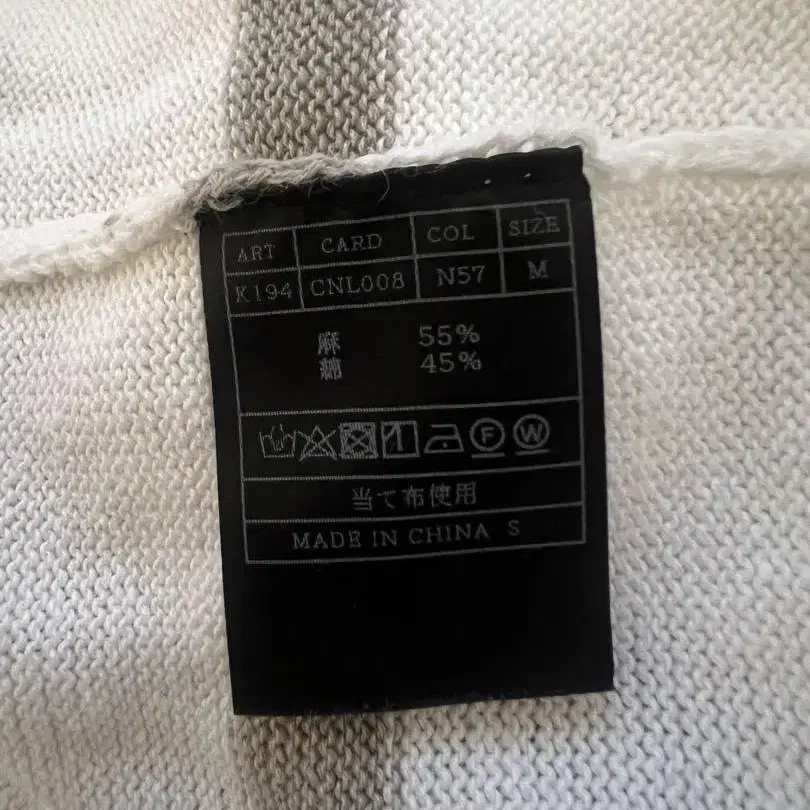 ART CARD COL SIZE
K194 CNL008 N57 M
麻 55%
綿 45%
F W
当て布使用
MADE IN CHINA S